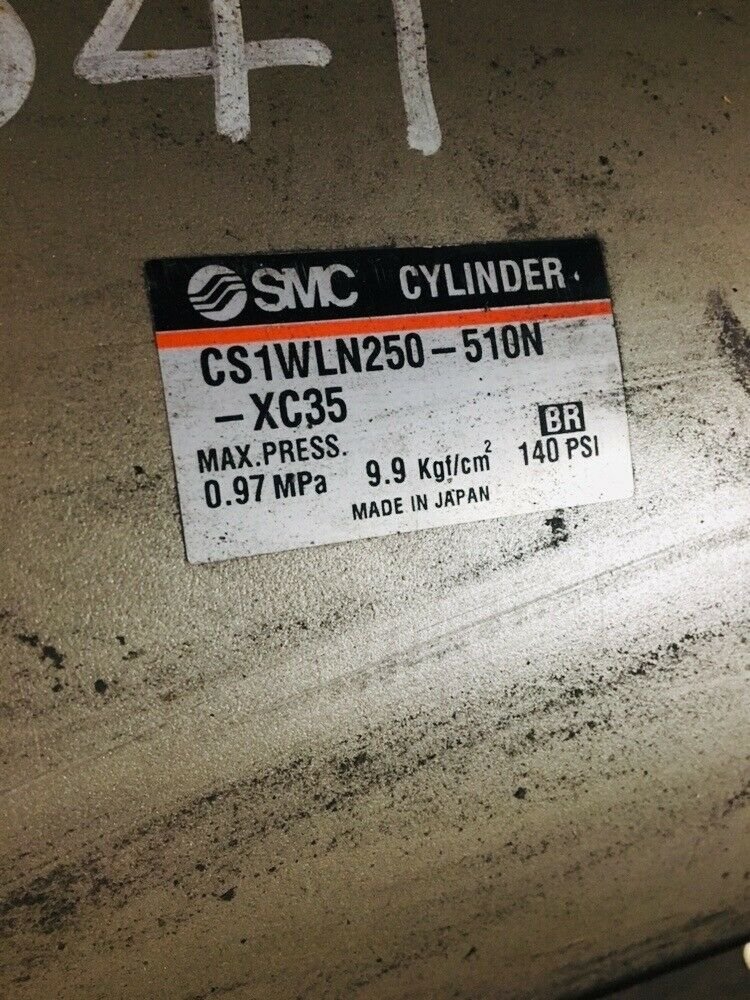 541
SMC CYLINDER
CS1WLN250-510N
-XC35
BR
MAX.PRESS.
0.97 MPa 9.9 Kgf/cm² 140 PSI
MADE IN JAPAN